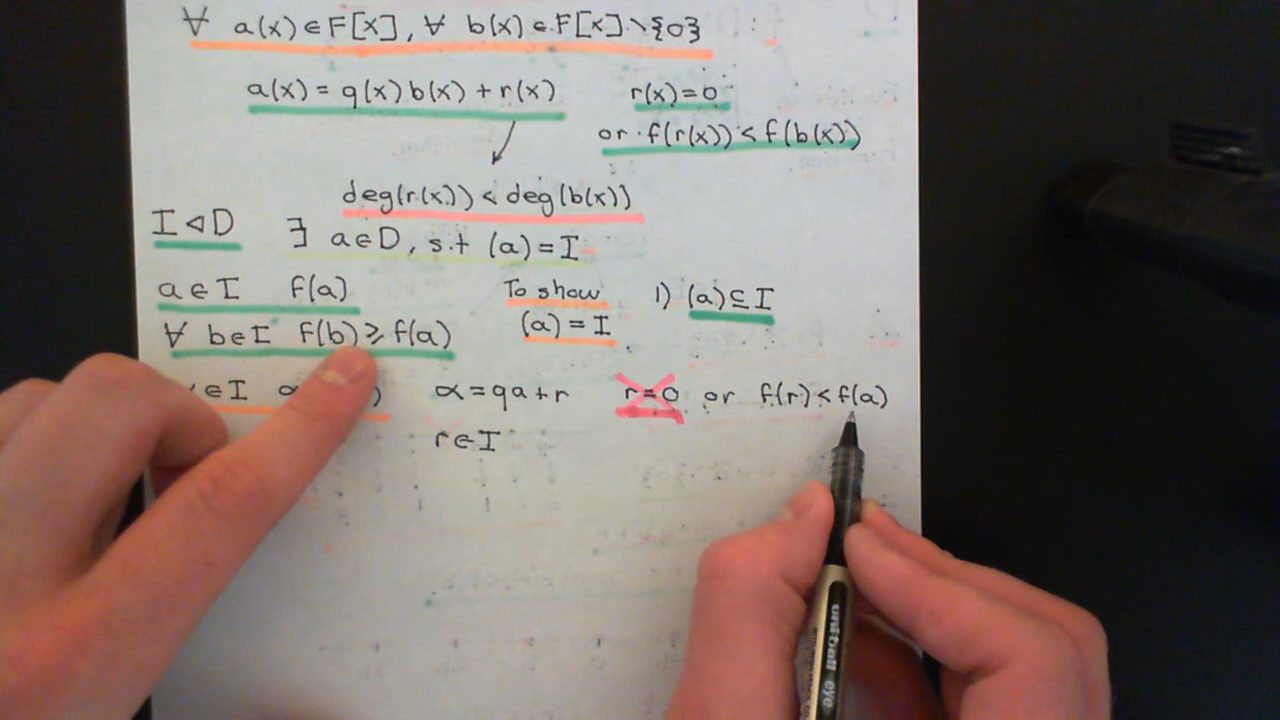 ∀ a(x)∈F[x], ∀ b(x)∈F[x]∖{0}
a(x) = q(x)b(x) + r(x) r(x)=0
or f(r(x)) < f(b(x))
deg(r(x)) < deg(b(x))
I ◁ D ∃ a∈D, s.t (a) = I
a∈I f(a) To show 1) (a)⊆I
∀ b∈I f(b) ≥ f(a) (a) = I
∈I α = qa + r r=0 or f(r) < f(a)
r∈I
uniball eye